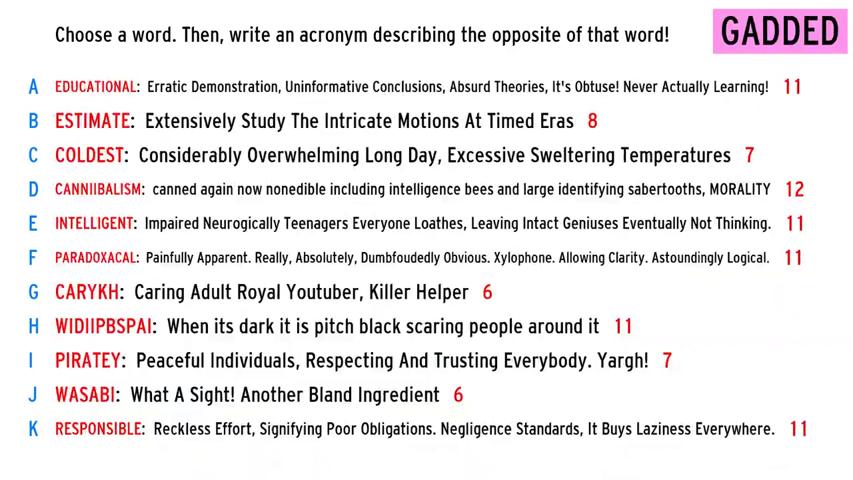 Choose a word. Then, write an acronym describing the opposite of that word! GADDED
A EDUCATIONAL: Erratic Demonstration, Uninformative Conclusions, Absurd Theories, It's Obtuse! Never Actually Learning! 11
B ESTIMATE: Extensively Study The Intricate Motions At Timed Eras 8
C COLDEST: Considerably Overwhelming Long Day, Excessive Sweltering Temperatures 7
D CANNIIBALISM: canned again now nonedible including intelligence bees and large identifying sabertooths, MORALITY 12
E INTELLIGENT: Impaired Neurogically Teenagers Everyone Loathes, Leaving Intact Geniuses Eventually Not Thinking. 11
F PARADOXACAL: Painfully Apparent. Really, Absolutely, Dumbfoudedly Obvious. Xylophone. Allowing Clarity. Astoundingly Logical. 11
G CARYKH: Caring Adult Royal Youtuber, Killer Helper 6
H WIDIIPBSPAI: When its dark it is pitch black scaring people around it 11
I PIRATEY: Peaceful Individuals, Respecting And Trusting Everybody. Yargh! 7
J WASABI: What A Sight! Another Bland Ingredient 6
K RESPONSIBLE: Reckless Effort, Signifying Poor Obligations. Negligence Standards, It Buys Laziness Everywhere. 11